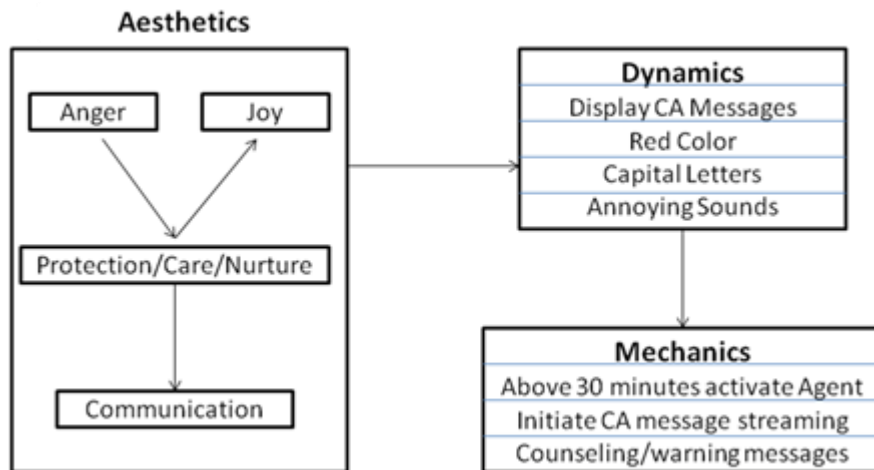 Aesthetics
Anger
Joy
Protection/Care/Nurture
Communication
Dynamics
Display CA Messages
Red Color
Capital Letters
Annoying Sounds
Mechanics
Above 30 minutes activate Agent
Initiate CA message streaming
Counseling/warning messages